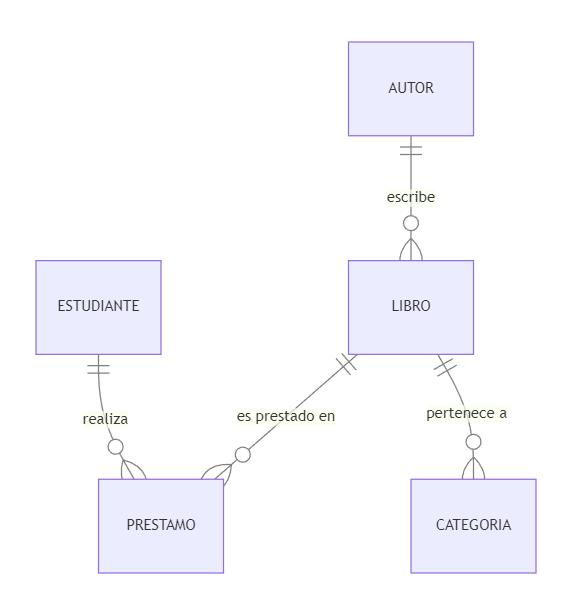 AUTOR
escribe
ESTUDIANTE
LIBRO
realiza
es prestado en
pertenece a
PRESTAMO
CATEGORIA